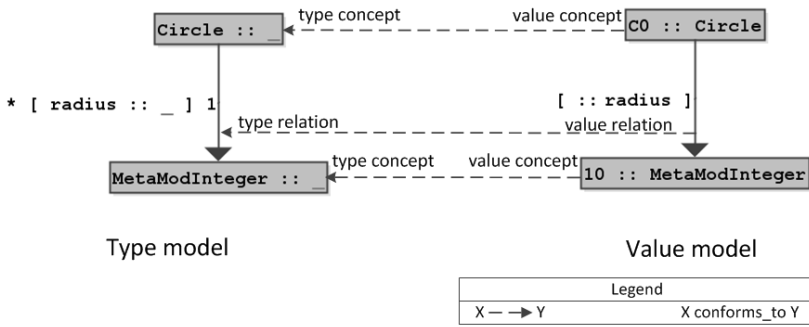 type concept value concept
Circle :: _ C0 :: Circle
* [ radius :: _ ] 1 [ :: radius ]
type relation value relation
type concept value concept
MetaModInteger :: _ 10 :: MetaModInteger
Type model Value model
Legend
X Y X conforms_to Y